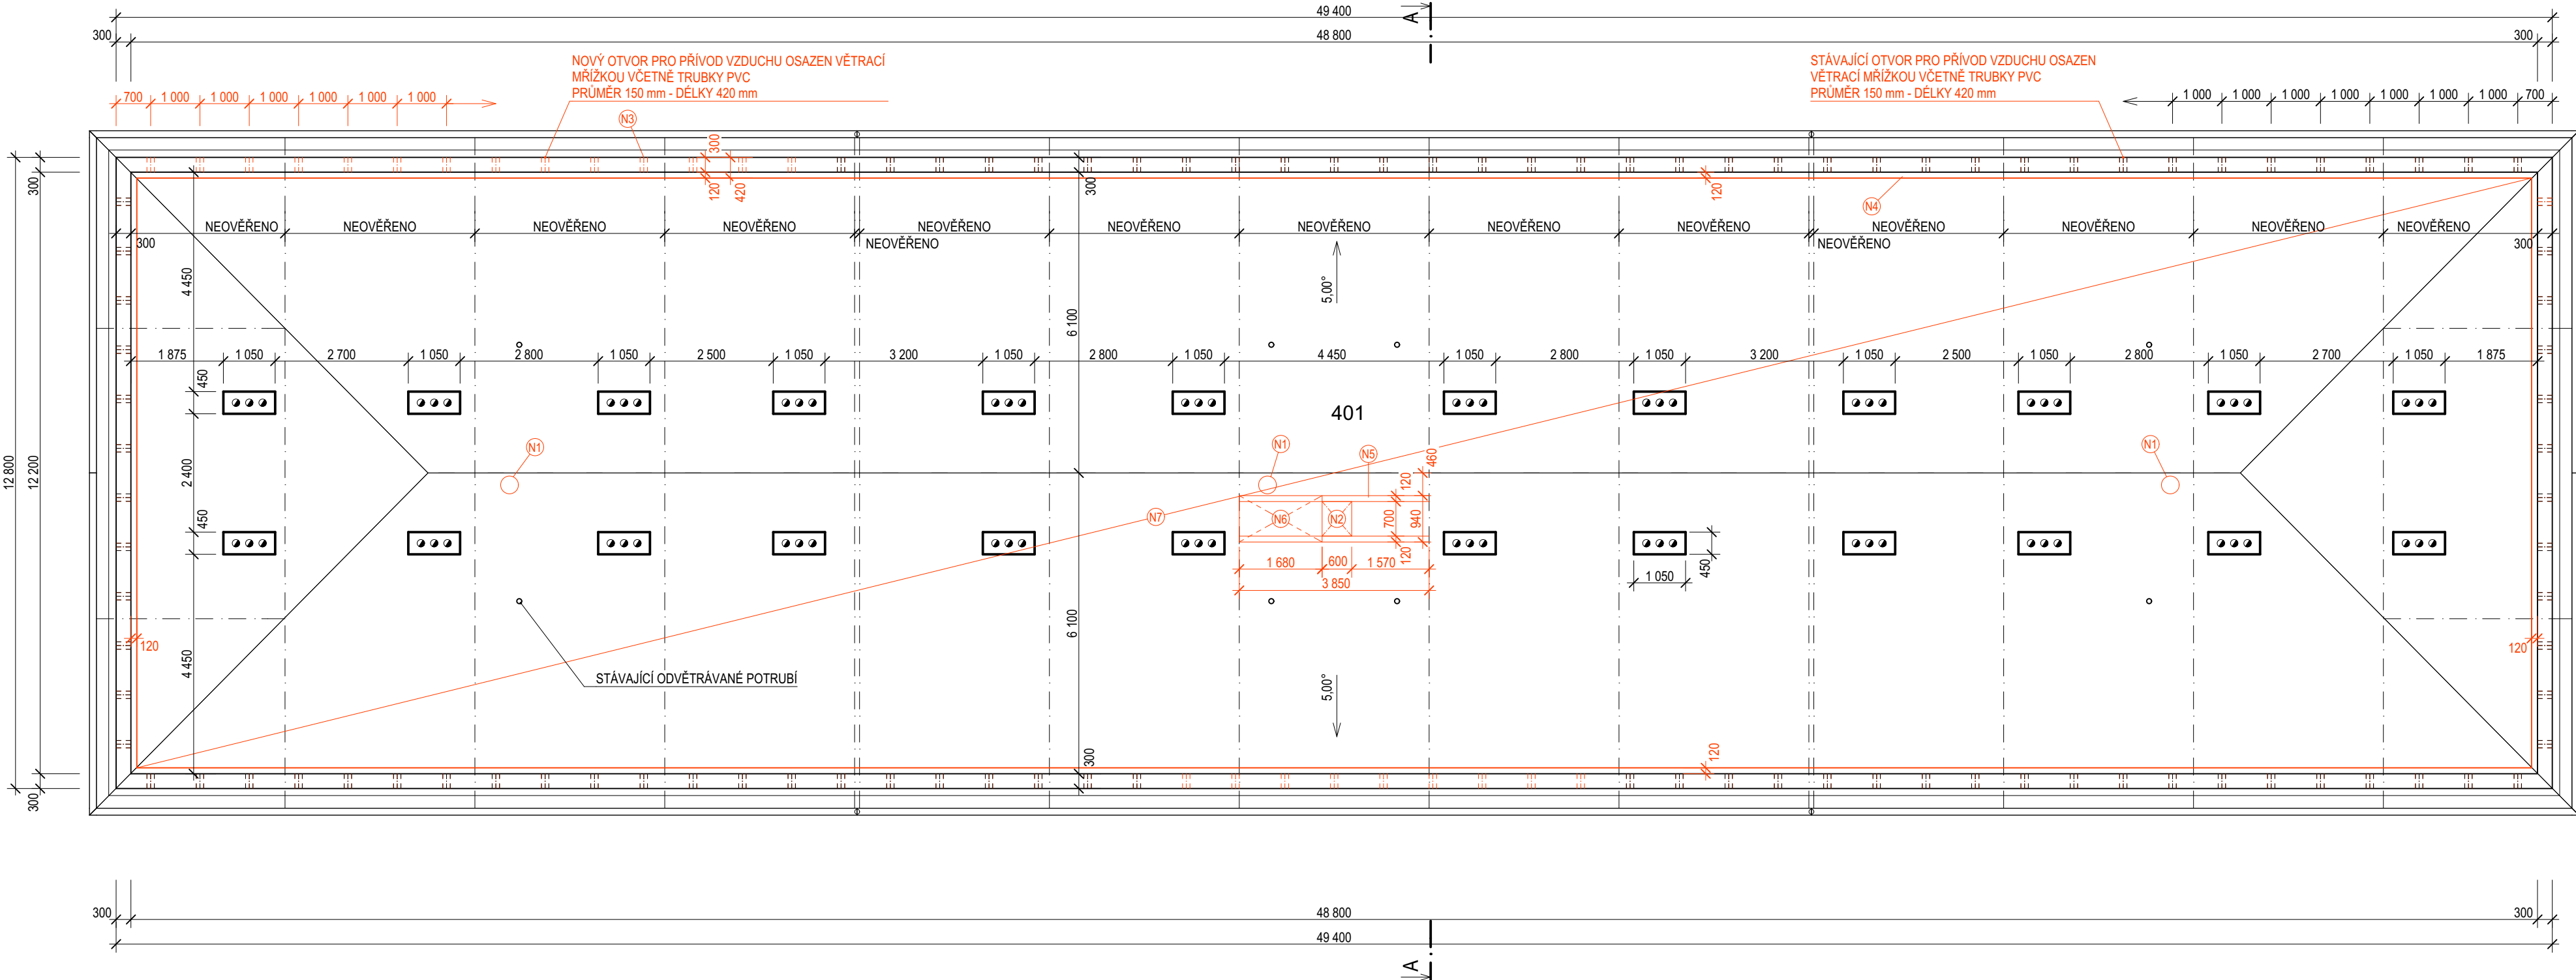 49 400
A
300
48 800
300
NOVÝ OTVOR PRO PŘÍVOD VZDUCHU OSAZEN VĚTRACÍ
MŘÍŽKOU VČETNĚ TRUBKY PVC
PRŮMĚR 150 mm - DÉLKY 420 mm
STÁVAJÍCÍ OTVOR PRO PŘÍVOD VZDUCHU OSAZEN
VĚTRACÍ MŘÍŽKOU VČETNĚ TRUBKY PVC
PRŮMĚR 150 mm - DÉLKY 420 mm
700 1 000 1 000 1 000 1 000 1 000 1 000
1 000 1 000 1 000 1 000 1 000 1 000 1 000 700
N3
300
120
420
300
300
120
N4
NEOVĚŘENO NEOVĚŘENO NEOVĚŘENO NEOVĚŘENO NEOVĚŘENO NEOVĚŘENO NEOVĚŘENO NEOVĚŘENO NEOVĚŘENO NEOVĚŘENO NEOVĚŘENO NEOVĚŘENO NEOVĚŘENO
300
NEOVĚŘENO
NEOVĚŘENO
300
4 450
5,00°
6 100
1 875 1 050 2 700 1 050 2 800 1 050 2 500 1 050 3 200 1 050 2 800 1 050 4 450 1 050 2 800 1 050 3 200 1 050 2 500 1 050 2 800 1 050 2 700 1 050 1 875
450
401
N1
N1
N5
N1
460
12 800
12 200
2 400
120
N7
N6
N2
700
940
450
120
1 680 600 1 570
3 850
1 050
450
6 100
4 450
120
120
5,00°
STÁVAJÍCÍ ODVĚTRÁVANÉ POTRUBÍ
300
120
300
300
48 800
300
49 400
A